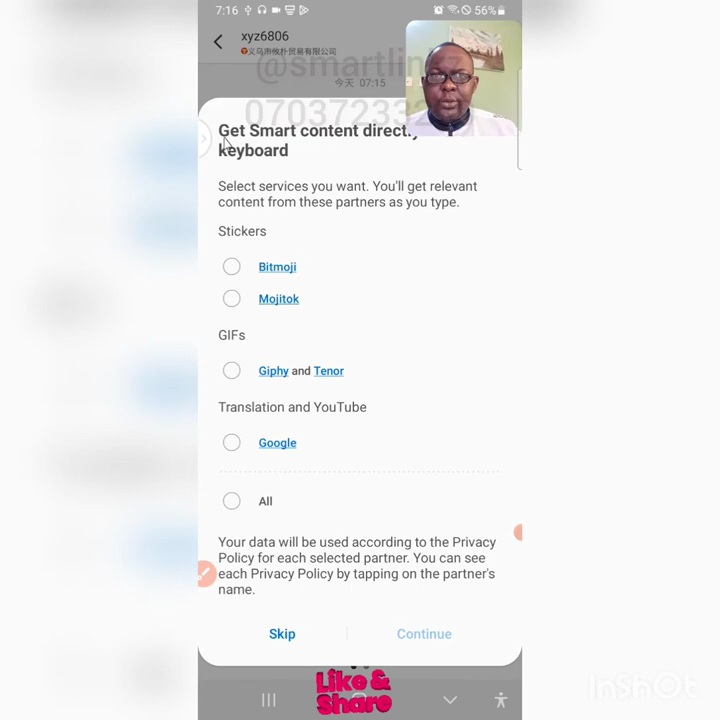 7:16
56%
xyz6806
义乌市攸朴贸易有限公司
@smartlin
今天 07:15
070372332
Get Smart content directly
keyboard
Select services you want. You'll get relevant
content from these partners as you type.
Stickers
Bitmoji
Mojitok
GIFs
Giphy and Tenor
Translation and YouTube
Google
All
Your data will be used according to the Privacy
Policy for each selected partner. You can see
each Privacy Policy by tapping on the partner's
name.
Skip
Continue
Like &
Share
InShOt